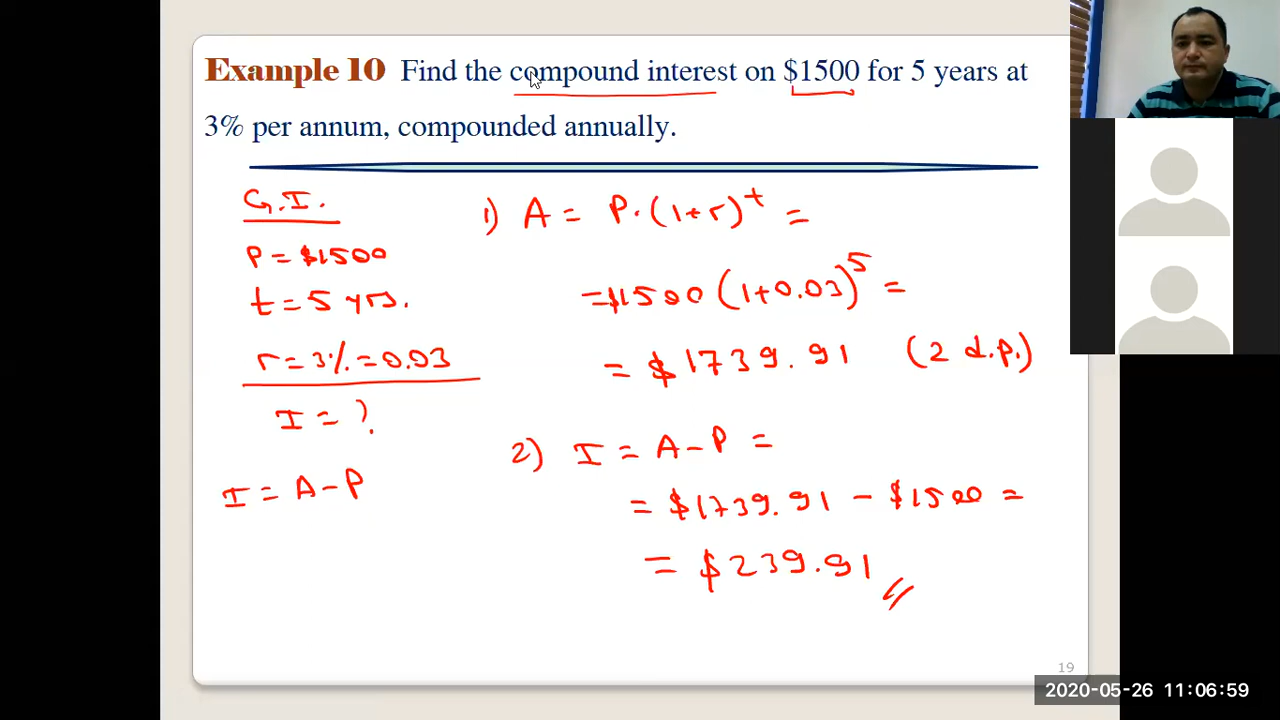 Example 10 Find the compound interest on $1500 for 5 years at
3% per annum, compounded annually.
G.I.
P = $1500
t = 5 yrs.
r = 3% = 0.03
I = ?
I = A - P
1) A = P·(1+r)^t =
= $1500 (1+0.03)^5 =
= $1739.91 (2 d.p.)
2) I = A - P =
= $1739.91 - $1500 =
= $239.91
19
2020-05-26 11:06:59